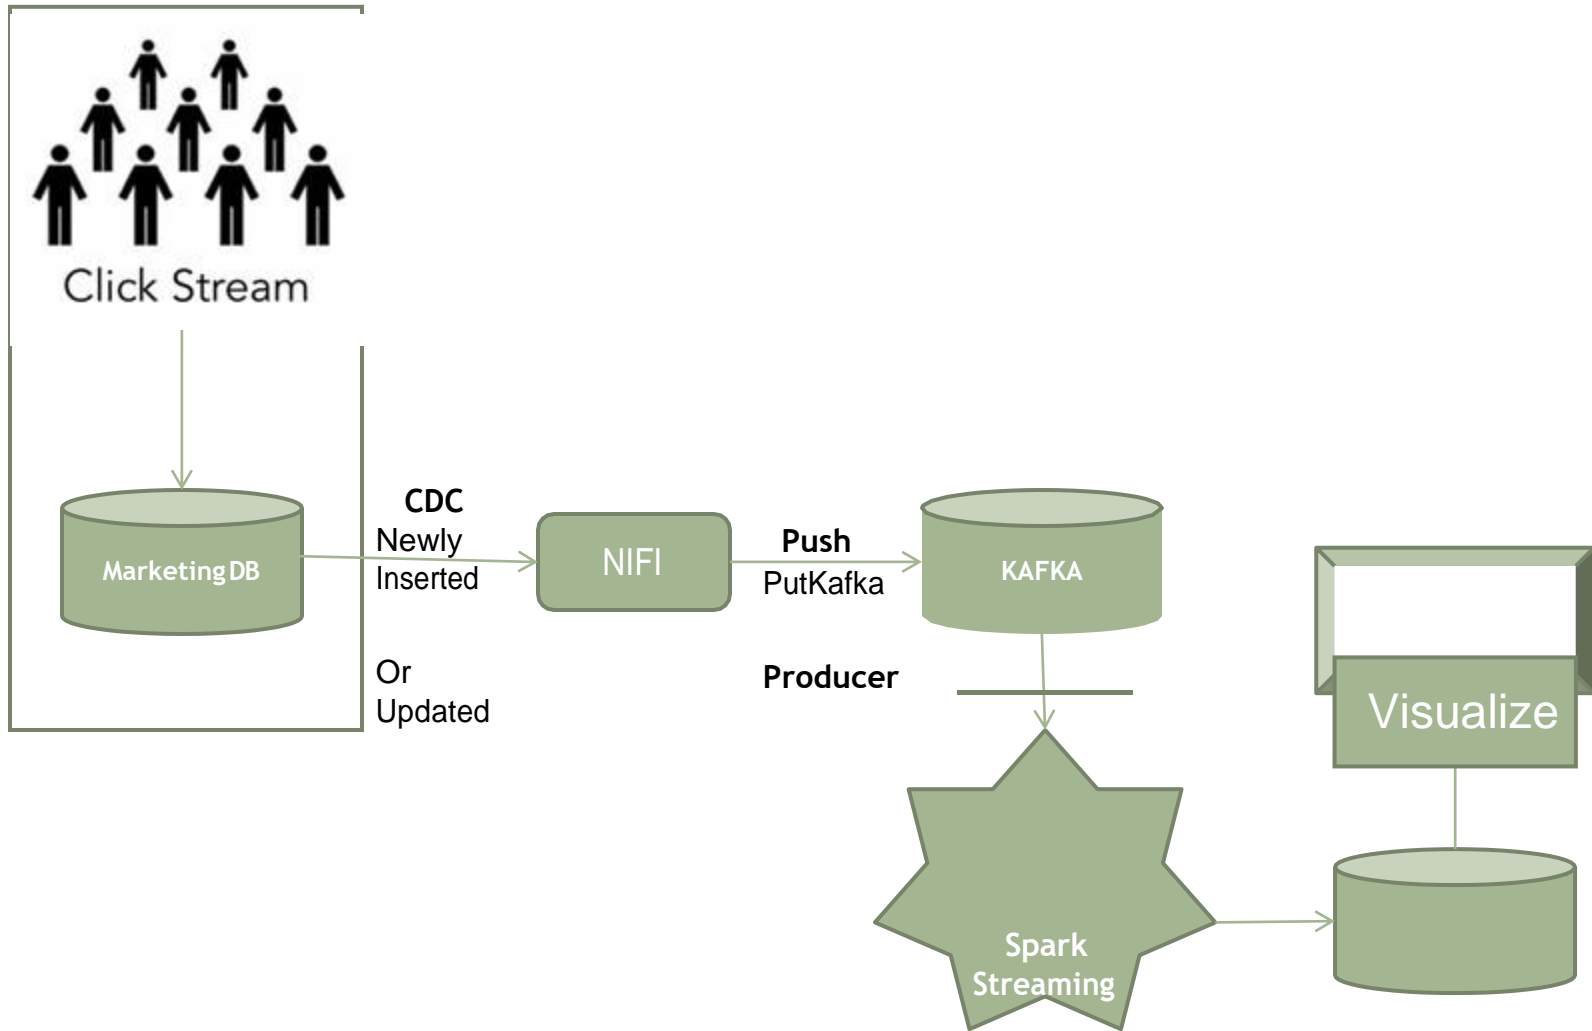 Click Stream
Marketing DB
CDC
Newly
Inserted
Or
Updated
NIFI
Push
PutKafka
Producer
KAFKA
Spark
Streaming
Visualize